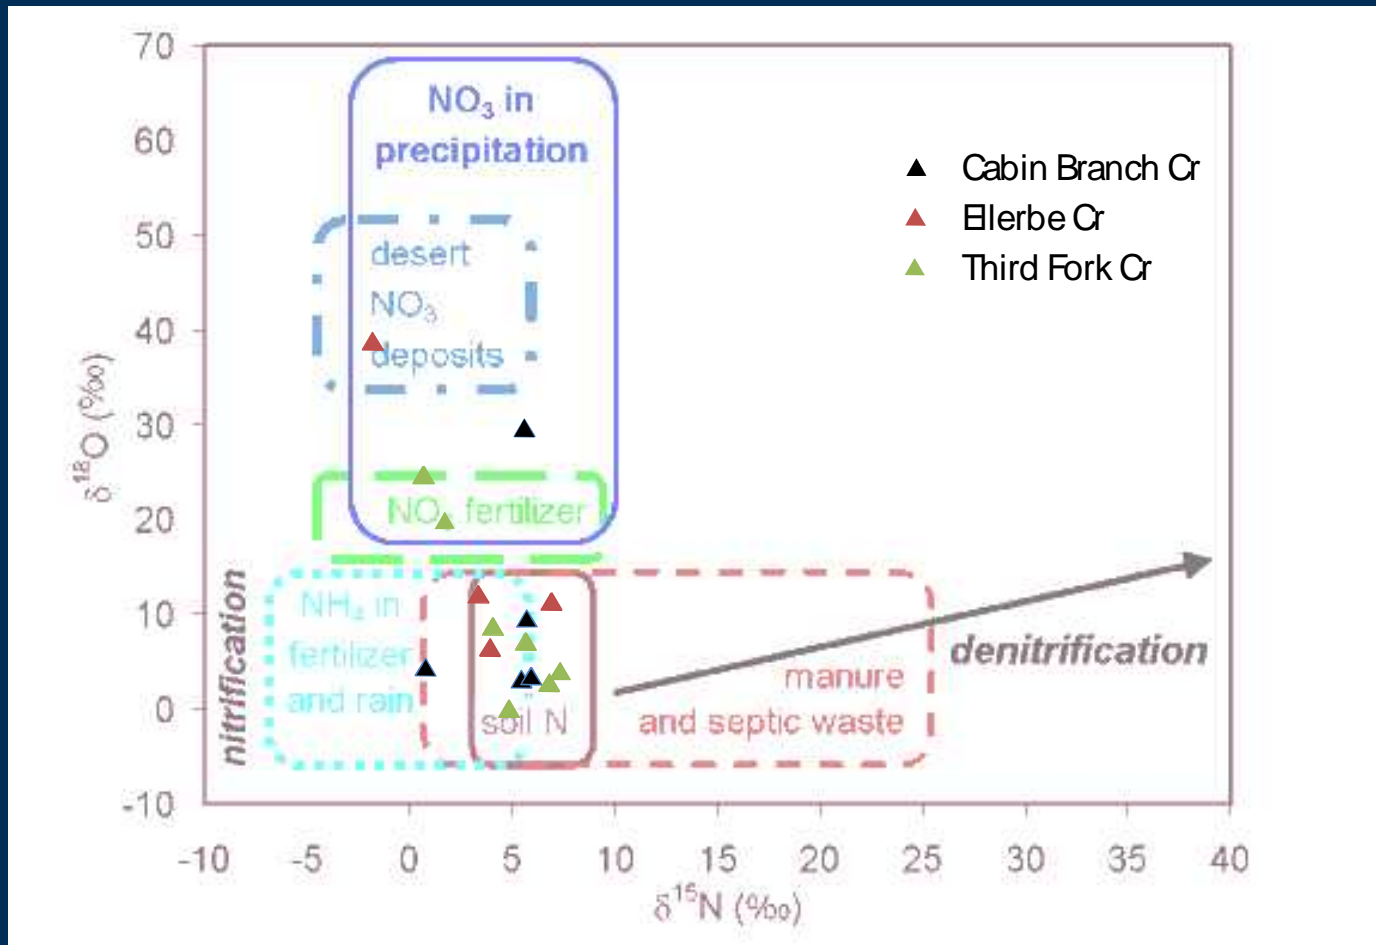 70
60
50
40
30
20
10
0
-10
δ¹⁸O (‰)
NO₃ in
precipitation
desert
NO₃
deposits
NO₃ fertilizer
NH₄ in
fertilizer
and rain
nitrification
soil N
manure
and septic waste
denitrification
Cabin Branch Cr
Ellerbe Cr
Third Fork Cr
-10 -5 0 5 10 15 20 25 30 35 40
δ¹⁵N (‰)